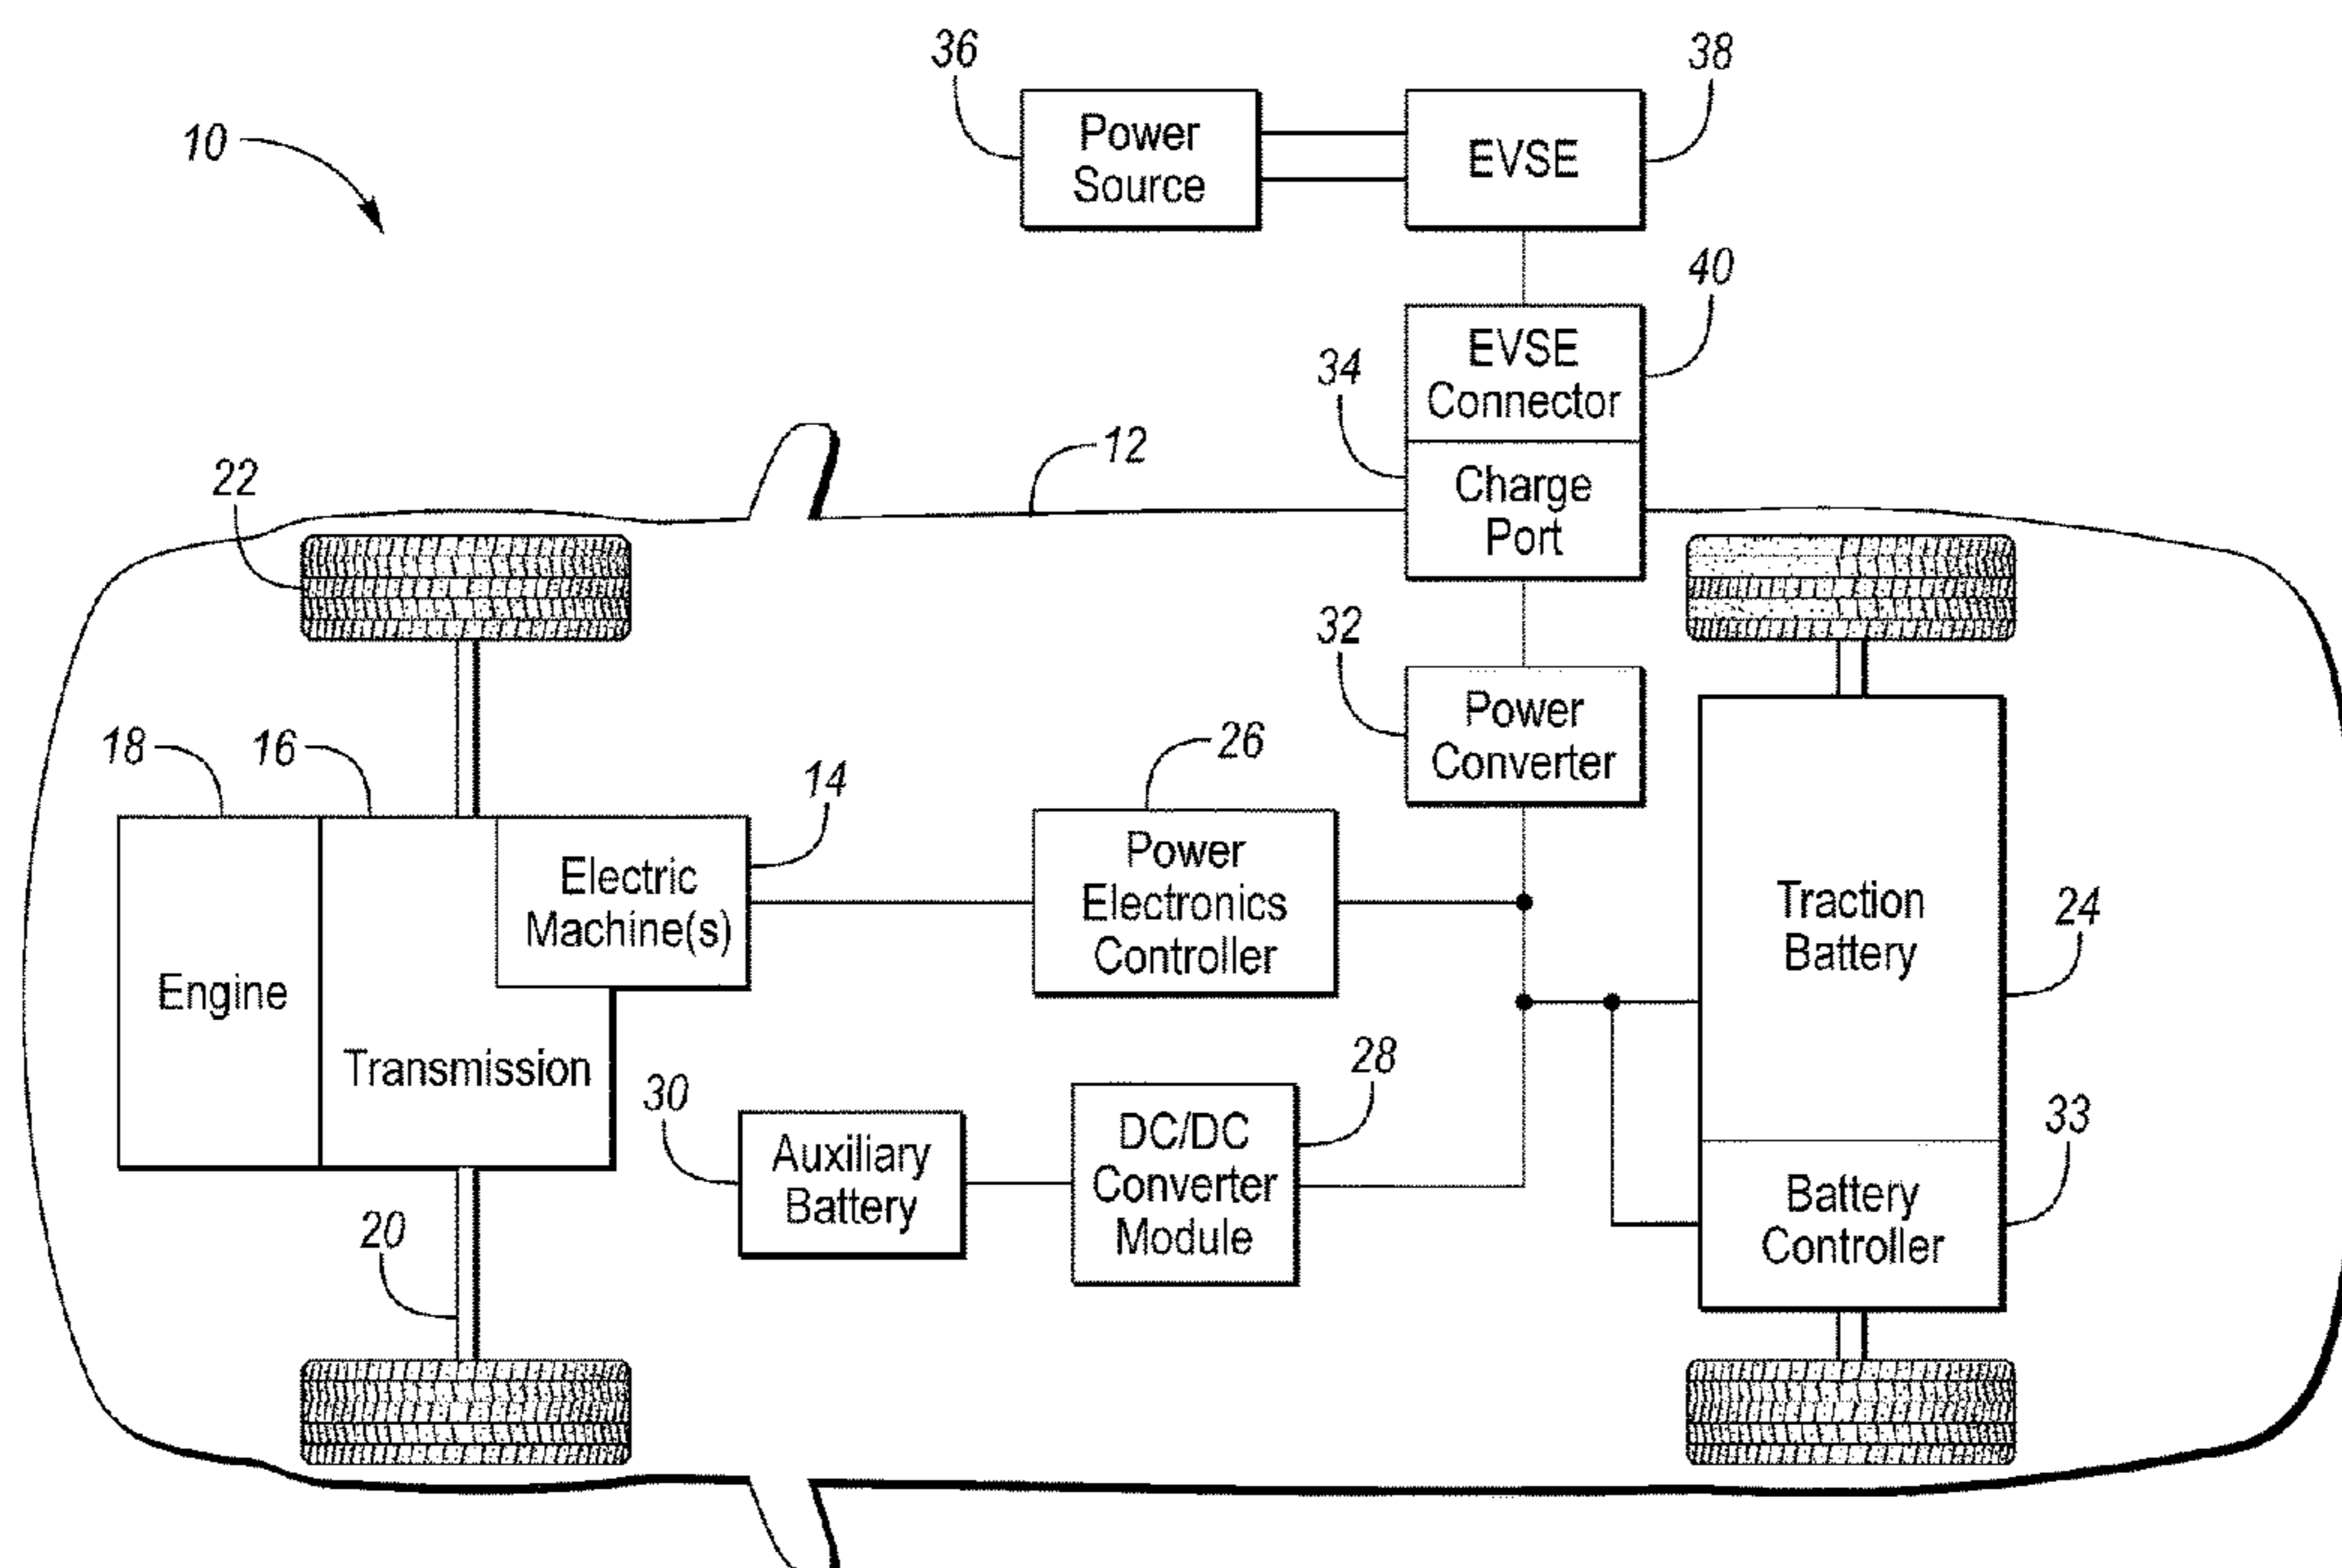 36
38
10
Power
Source
EVSE
40
EVSE
Connector
34
12
Charge
Port
22
32
Power
Converter
18
16
14
26
Electric
Machine(s)
Power
Electronics
Controller
Traction
Battery
24
Engine
Transmission
28
30
33
Auxiliary
Battery
DC/DC
Converter
Module
Battery
Controller
20